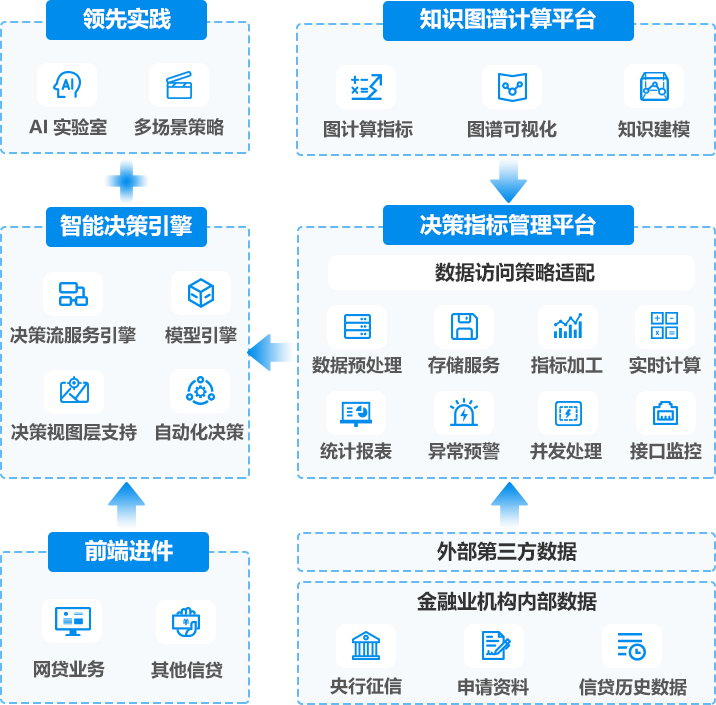 领先实践
AI 实验室
多场景策略
知识图谱计算平台
图计算指标
图谱可视化
知识建模
智能决策引擎
决策流服务引擎
模型引擎
决策视图层支持
自动化决策
决策指标管理平台
数据访问策略适配
数据预处理
存储服务
指标加工
实时计算
统计报表
异常预警
并发处理
接口监控
前端进件
网贷业务
其他信贷
外部第三方数据
金融业机构内部数据
央行征信
申请资料
信贷历史数据